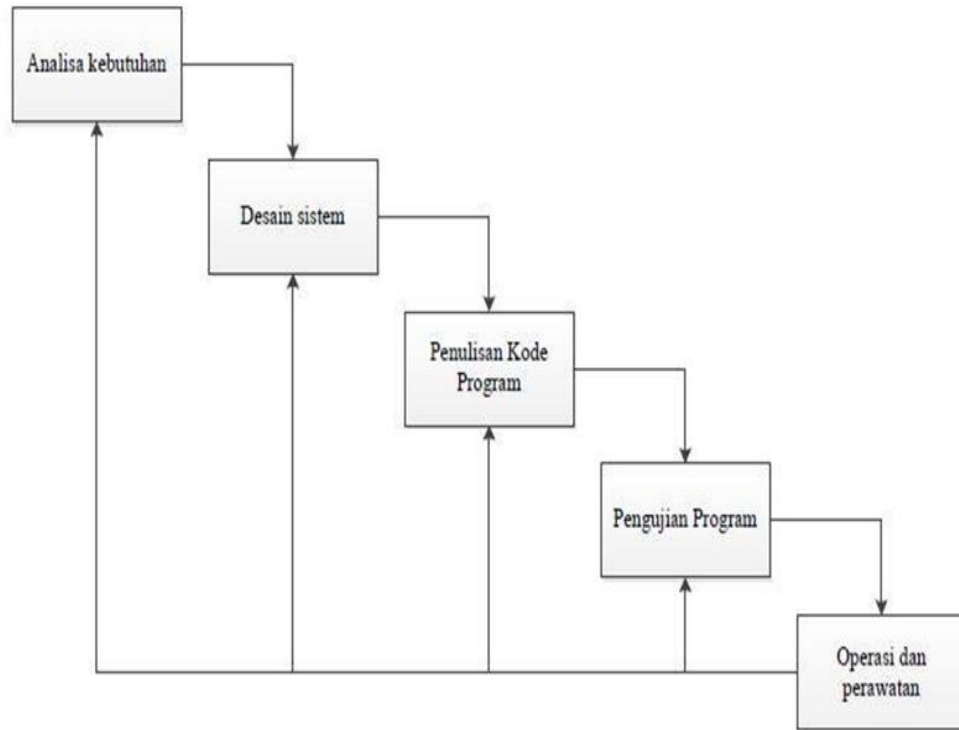 Analisa kebutuhan
Desain sistem
Penulisan Kode
Program
Pengujian Program
Operasi dan
perawatan